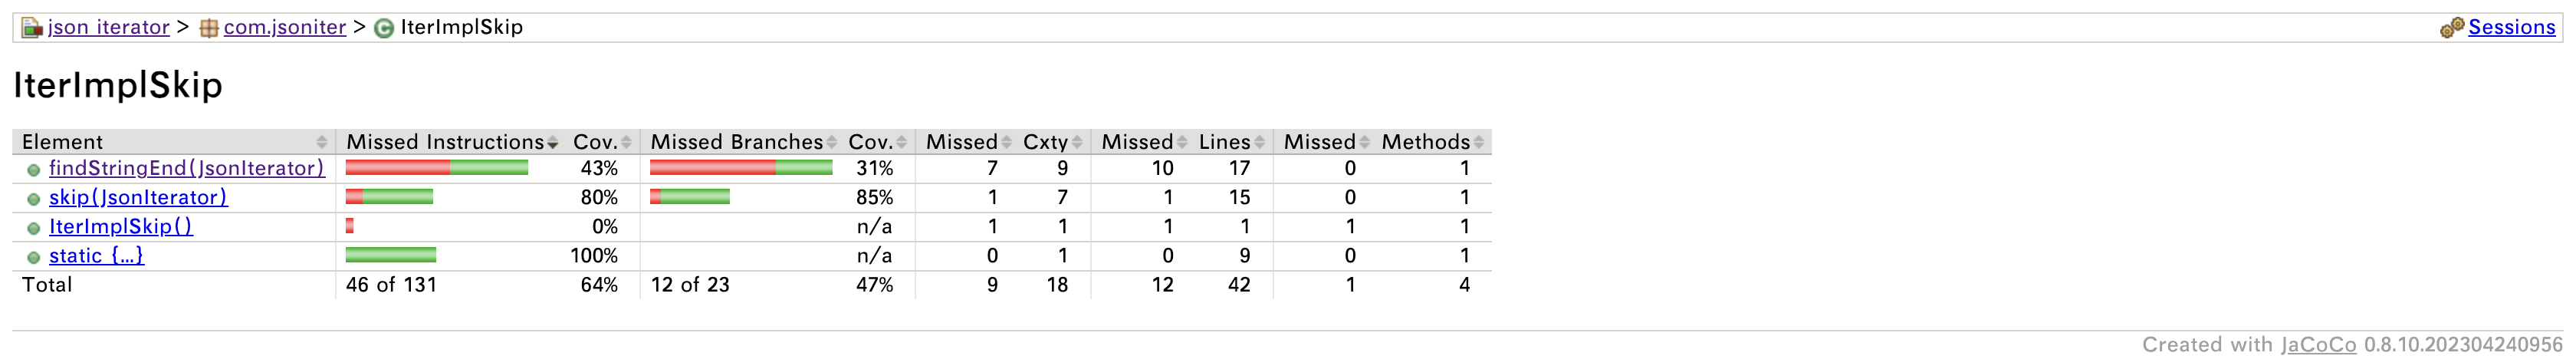 json iterator > com.jsoniter > IterImplSkip Sessions
IterImplSkip
Element Missed Instructions Cov. Missed Branches Cov. Missed Cxty Missed Lines Missed Methods
findStringEnd(JsonIterator) 43% 31% 7 9 10 17 0 1
skip(JsonIterator) 80% 85% 1 7 1 15 0 1
IterImplSkip() 0% n/a 1 1 1 1 1 1
static {...} 100% n/a 0 1 0 9 0 1
Total 46 of 131 64% 12 of 23 47% 9 18 12 42 1 4
Created with JaCoCo 0.8.10.202304240956